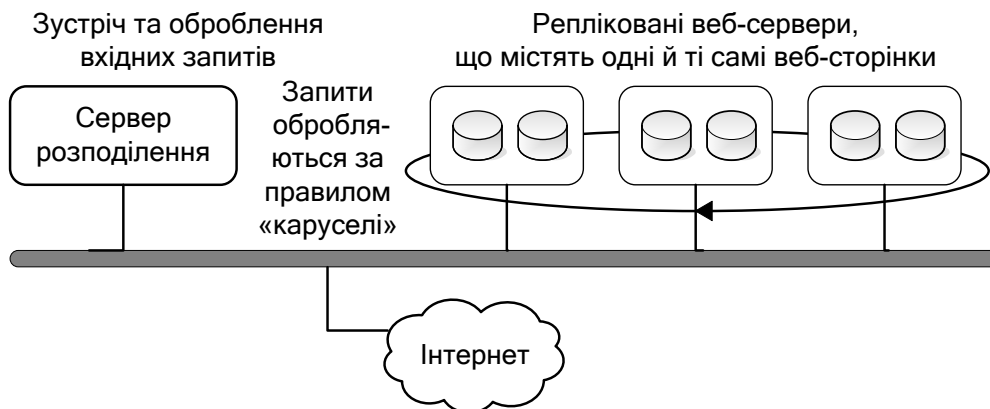 Зустріч та оброблення
вхідних запитів
Репліковані веб-сервери,
що містять одні й ті самі веб-сторінки
Сервер
розподілення
Запити
обробля-
ються за
правилом
«каруселі»
Інтернет